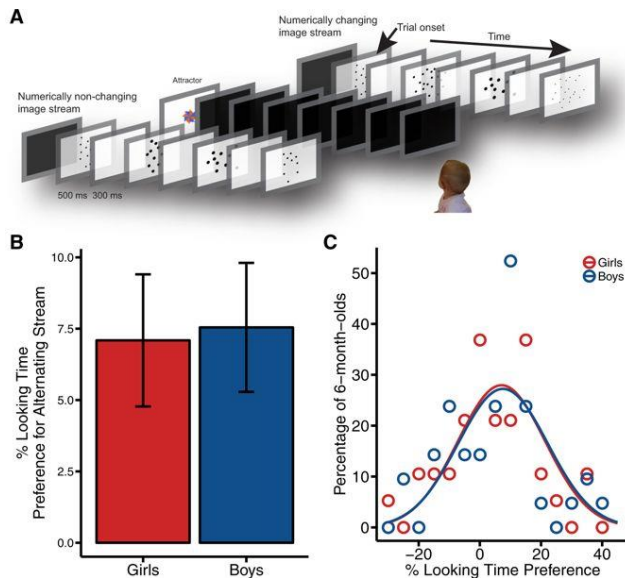 A
Numerically changing
image stream
Trial onset
Time
Attractor
Numerically non-changing
image stream
500 ms 300 ms
B
% Looking Time
Preference for Alternating Stream
10.0
7.5
5.0
2.5
0.0
Girls
Boys
C
Girls
Boys
Percentage of 6-month-olds
50
40
30
20
10
0
-20
0
20
40
% Looking Time Preference